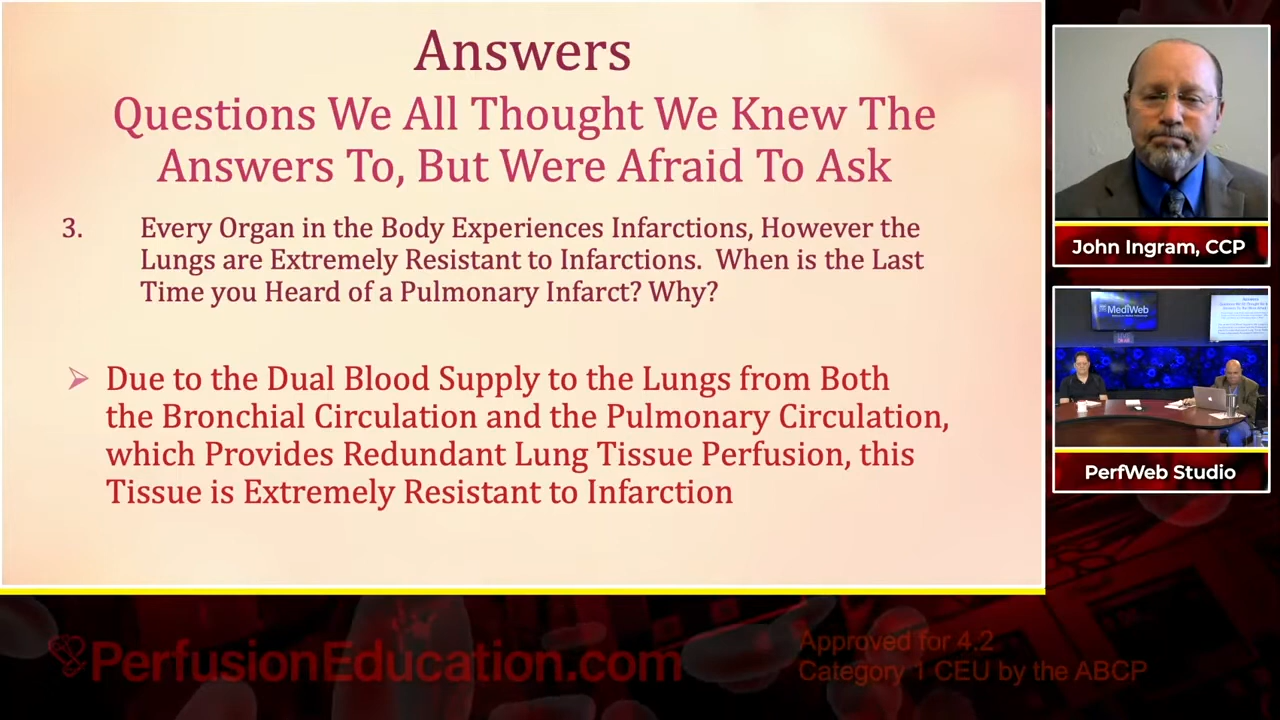 Answers
Questions We All Thought We Knew The
Answers To, But Were Afraid To Ask
3. Every Organ in the Body Experiences Infarctions, However the
Lungs are Extremely Resistant to Infarctions. When is the Last
Time you Heard of a Pulmonary Infarct? Why?
Due to the Dual Blood Supply to the Lungs from Both
the Bronchial Circulation and the Pulmonary Circulation,
which Provides Redundant Lung Tissue Perfusion, this
Tissue is Extremely Resistant to Infarction
John Ingram, CCP
MediWeb
PerfWeb Studio
PerfusionEducation.com
Approved for 4.2
Category 1 CEU by the ABCP